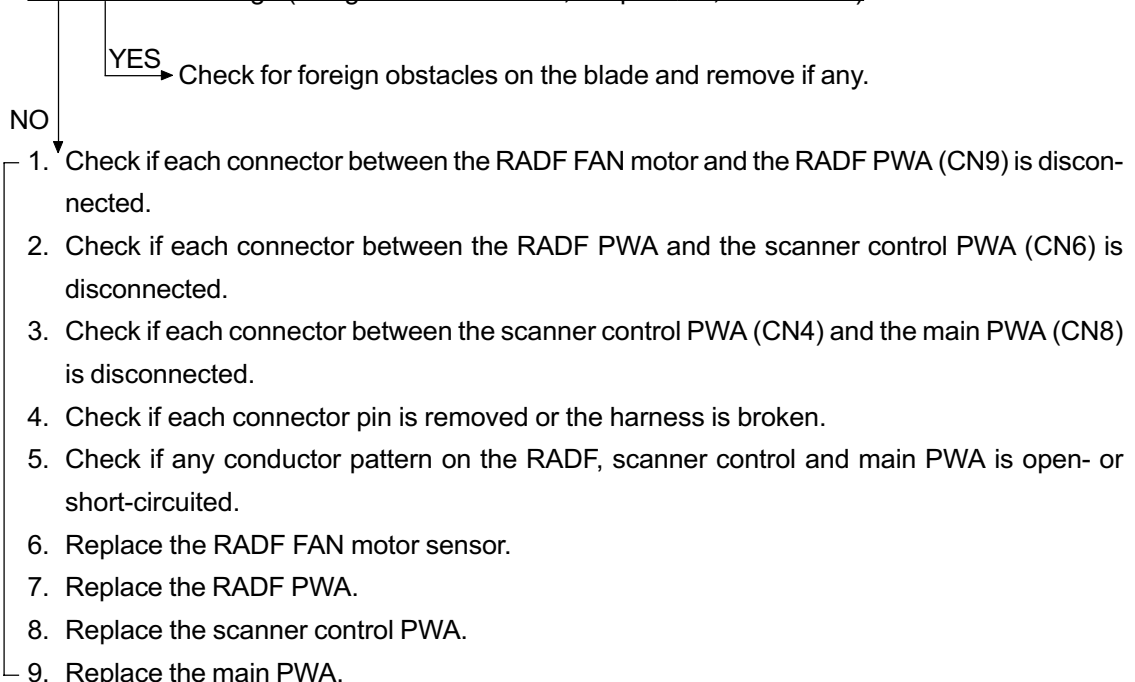 YES
Check for foreign obstacles on the blade and remove if any.
NO
1. Check if each connector between the RADF FAN motor and the RADF PWA (CN9) is discon-
nected.
2. Check if each connector between the RADF PWA and the scanner control PWA (CN6) is
disconnected.
3. Check if each connector between the scanner control PWA (CN4) and the main PWA (CN8)
is disconnected.
4. Check if each connector pin is removed or the harness is broken.
5. Check if any conductor pattern on the RADF, scanner control and main PWA is open- or
short-circuited.
6. Replace the RADF FAN motor sensor.
7. Replace the RADF PWA.
8. Replace the scanner control PWA.
9. Replace the main PWA.